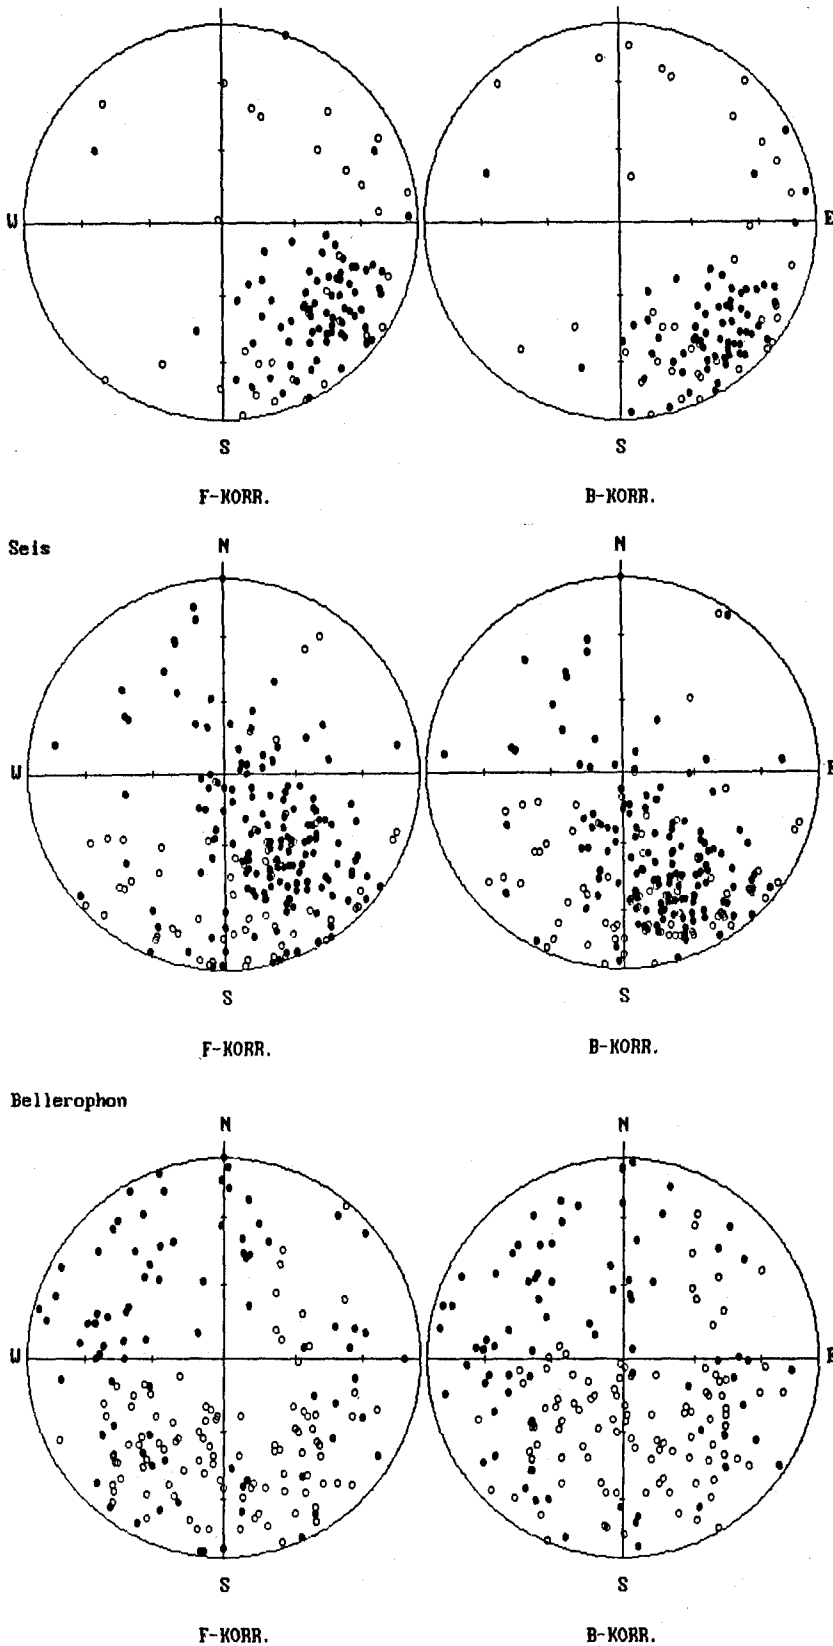 W E
S S
F-KORR. B-KORR.
Seis
N N
W E
S S
F-KORR. B-KORR.
Bellerophon
N N
W E
S S
F-KORR. B-KORR.